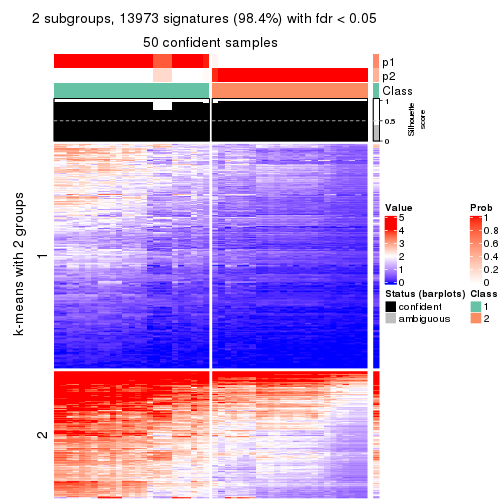 2 subgroups, 13973 signatures (98.4%) with fdr < 0.05
50 confident samples
p1
p2
Class
1
0.5
0
Silhouette
score
k-means with 2 groups
1
2
Value
5
4
3
2
1
0
Prob
1
0.8
0.6
0.4
0.2
0
Status (barplots)
confident
ambiguous
Class
1
2